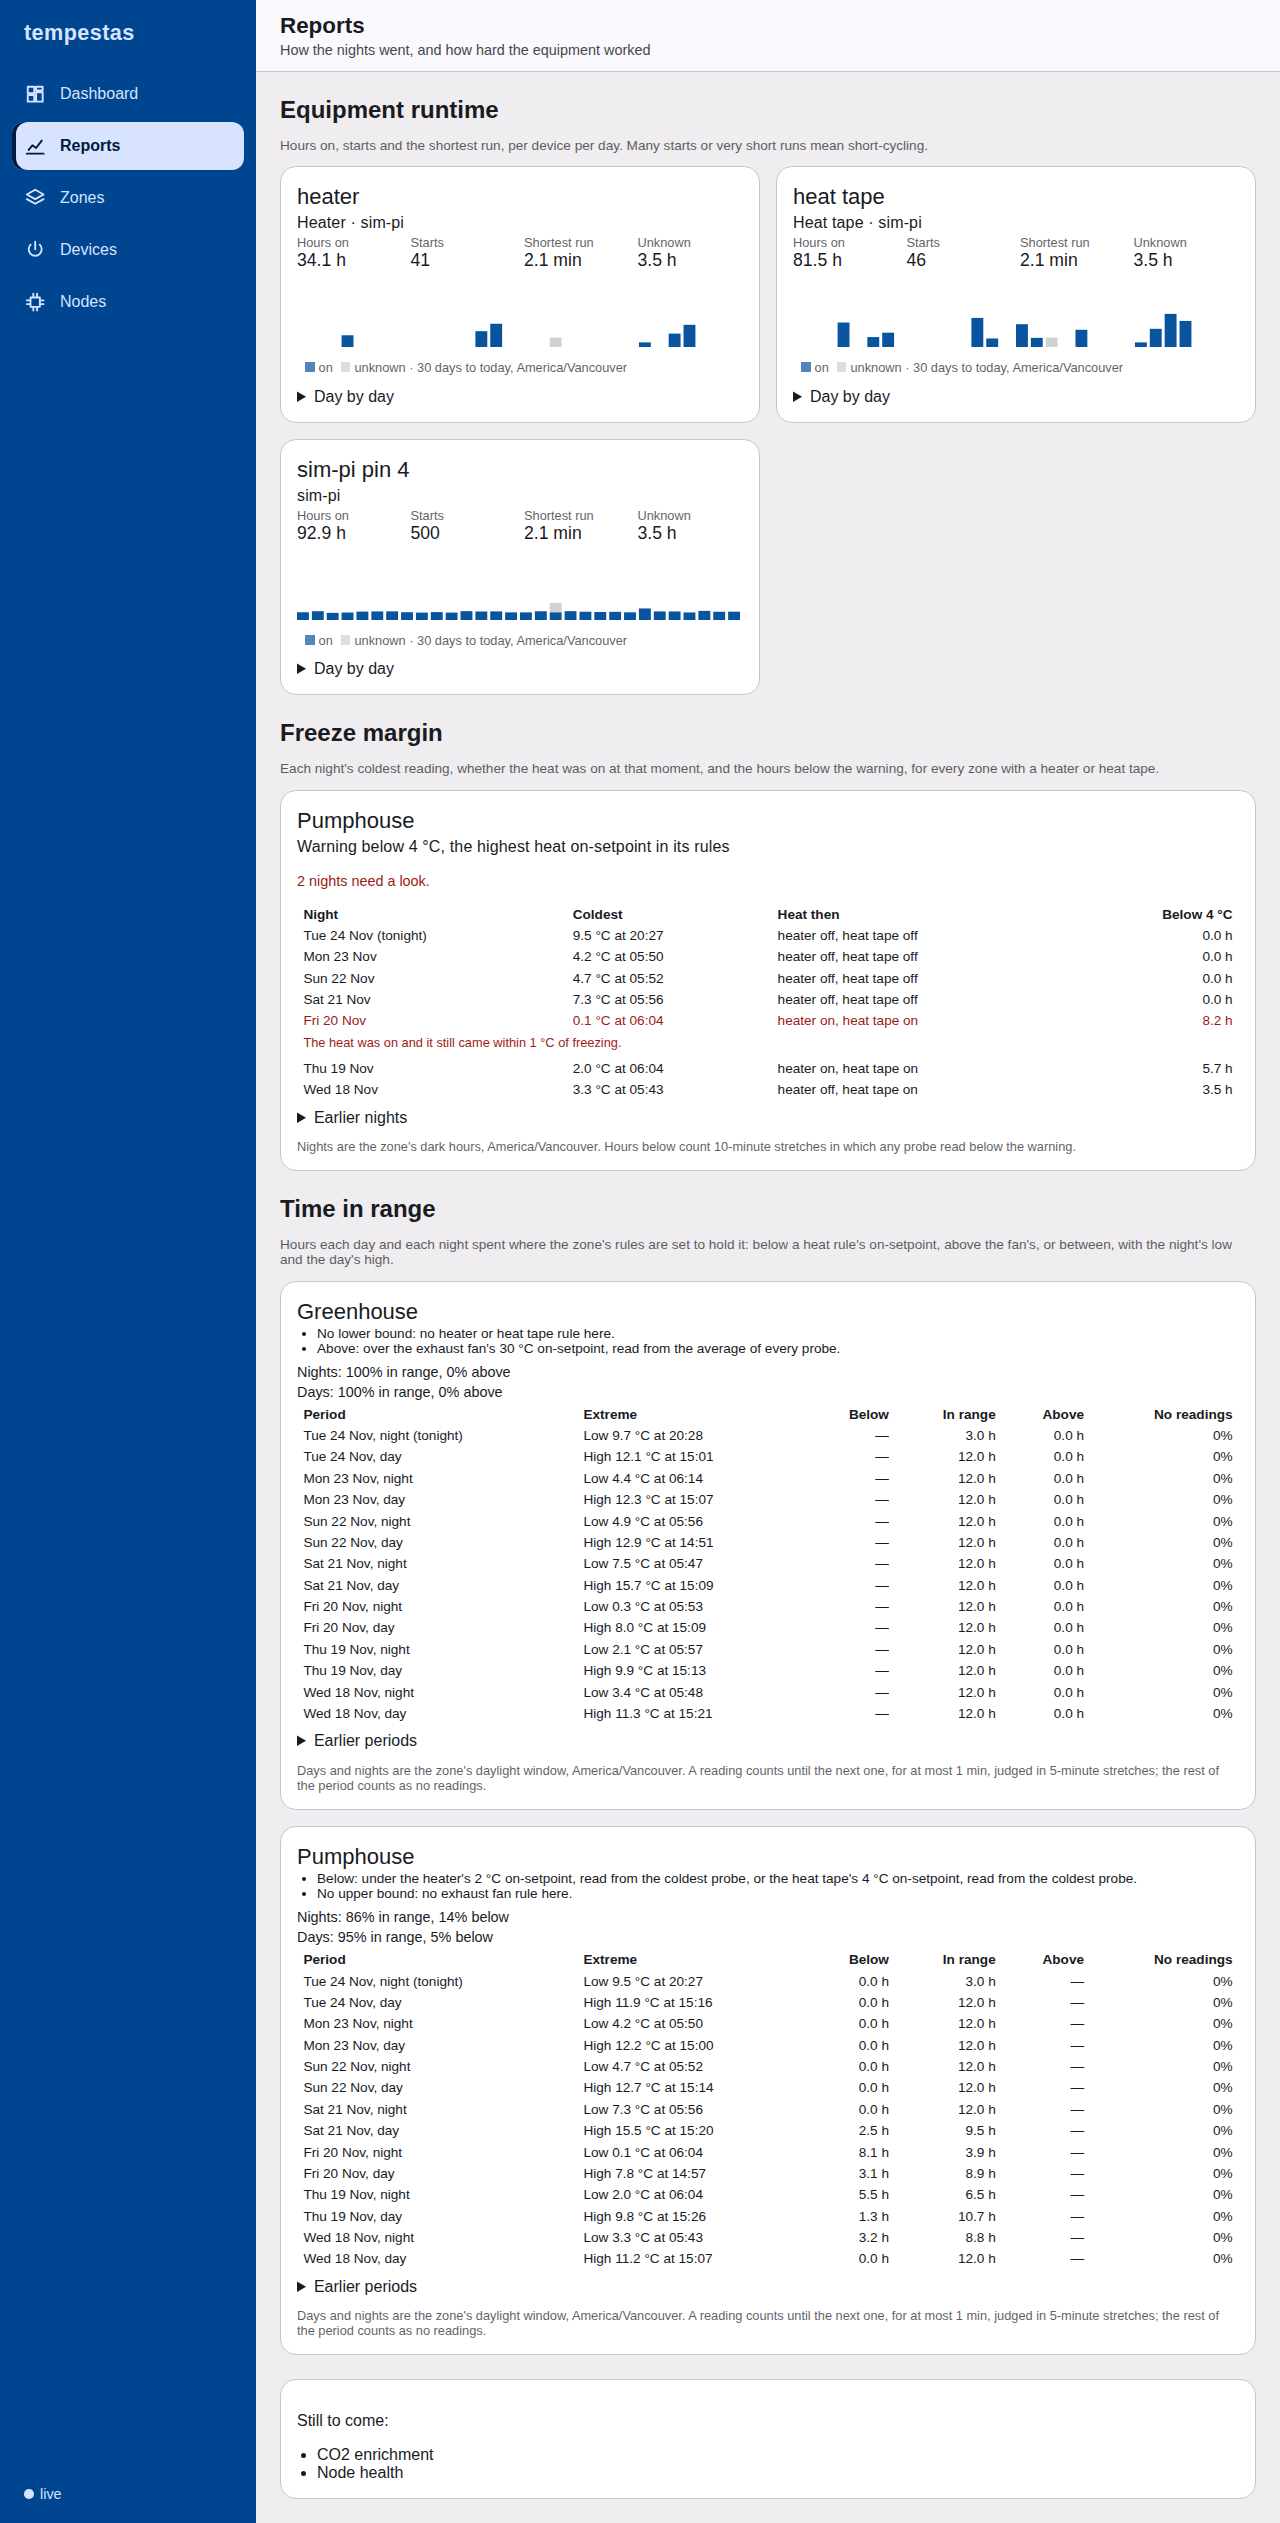 tempestas
Dashboard
Reports
Zones
Devices
Nodes
live
Reports
How the nights went, and how hard the equipment worked
Equipment runtime
Hours on, starts and the shortest run, per device per day. Many starts or very short runs mean short-cycling.
heater
Heater · sim-pi
Hours on Starts Shortest run Unknown
34.1 h 41 2.1 min 3.5 h
on unknown · 30 days to today, America/Vancouver
Day by day
heat tape
Heat tape · sim-pi
Hours on Starts Shortest run Unknown
81.5 h 46 2.1 min 3.5 h
on unknown · 30 days to today, America/Vancouver
Day by day
sim-pi pin 4
sim-pi
Hours on Starts Shortest run Unknown
92.9 h 500 2.1 min 3.5 h
on unknown · 30 days to today, America/Vancouver
Day by day
Freeze margin
Each night's coldest reading, whether the heat was on at that moment, and the hours below the warning, for every zone with a heater or heat tape.
Pumphouse
Warning below 4 °C, the highest heat on-setpoint in its rules
2 nights need a look.
Night Coldest Heat then Below 4 °C
Tue 24 Nov (tonight) 9.5 °C at 20:27 heater off, heat tape off 0.0 h
Mon 23 Nov 4.2 °C at 05:50 heater off, heat tape off 0.0 h
Sun 22 Nov 4.7 °C at 05:52 heater off, heat tape off 0.0 h
Sat 21 Nov 7.3 °C at 05:56 heater off, heat tape off 0.0 h
Fri 20 Nov 0.1 °C at 06:04 heater on, heat tape on 8.2 h
The heat was on and it still came within 1 °C of freezing.
Thu 19 Nov 2.0 °C at 06:04 heater on, heat tape on 5.7 h
Wed 18 Nov 3.3 °C at 05:43 heater off, heat tape on 3.5 h
Earlier nights
Nights are the zone's dark hours, America/Vancouver. Hours below count 10-minute stretches in which any probe read below the warning.
Time in range
Hours each day and each night spent where the zone's rules are set to hold it: below a heat rule's on-setpoint, above the fan's, or between, with the night's low
and the day's high.
Greenhouse
• No lower bound: no heater or heat tape rule here.
• Above: over the exhaust fan's 30 °C on-setpoint, read from the average of every probe.
Nights: 100% in range, 0% above
Days: 100% in range, 0% above
Period Extreme Below In range Above No readings
Tue 24 Nov, night (tonight) Low 9.7 °C at 20:28 — 3.0 h 0.0 h 0%
Tue 24 Nov, day High 12.1 °C at 15:01 — 12.0 h 0.0 h 0%
Mon 23 Nov, night Low 4.4 °C at 06:14 — 12.0 h 0.0 h 0%
Mon 23 Nov, day High 12.3 °C at 15:07 — 12.0 h 0.0 h 0%
Sun 22 Nov, night Low 4.9 °C at 05:56 — 12.0 h 0.0 h 0%
Sun 22 Nov, day High 12.9 °C at 14:51 — 12.0 h 0.0 h 0%
Sat 21 Nov, night Low 7.5 °C at 05:47 — 12.0 h 0.0 h 0%
Sat 21 Nov, day High 15.7 °C at 15:09 — 12.0 h 0.0 h 0%
Fri 20 Nov, night Low 0.3 °C at 05:53 — 12.0 h 0.0 h 0%
Fri 20 Nov, day High 8.0 °C at 15:09 — 12.0 h 0.0 h 0%
Thu 19 Nov, night Low 2.1 °C at 05:57 — 12.0 h 0.0 h 0%
Thu 19 Nov, day High 9.9 °C at 15:13 — 12.0 h 0.0 h 0%
Wed 18 Nov, night Low 3.4 °C at 05:48 — 12.0 h 0.0 h 0%
Wed 18 Nov, day High 11.3 °C at 15:21 — 12.0 h 0.0 h 0%
Earlier periods
Days and nights are the zone's daylight window, America/Vancouver. A reading counts until the next one, for at most 1 min, judged in 5-minute stretches; the rest of
the period counts as no readings.
Pumphouse
• Below: under the heater's 2 °C on-setpoint, read from the coldest probe, or the heat tape's 4 °C on-setpoint, read from the coldest probe.
• No upper bound: no exhaust fan rule here.
Nights: 86% in range, 14% below
Days: 95% in range, 5% below
Period Extreme Below In range Above No readings
Tue 24 Nov, night (tonight) Low 9.5 °C at 20:27 0.0 h 3.0 h — 0%
Tue 24 Nov, day High 11.9 °C at 15:16 0.0 h 12.0 h — 0%
Mon 23 Nov, night Low 4.2 °C at 05:50 0.0 h 12.0 h — 0%
Mon 23 Nov, day High 12.2 °C at 15:00 0.0 h 12.0 h — 0%
Sun 22 Nov, night Low 4.7 °C at 05:52 0.0 h 12.0 h — 0%
Sun 22 Nov, day High 12.7 °C at 15:14 0.0 h 12.0 h — 0%
Sat 21 Nov, night Low 7.3 °C at 05:56 0.0 h 12.0 h — 0%
Sat 21 Nov, day High 15.5 °C at 15:20 2.5 h 9.5 h — 0%
Fri 20 Nov, night Low 0.1 °C at 06:04 8.1 h 3.9 h — 0%
Fri 20 Nov, day High 7.8 °C at 14:57 3.1 h 8.9 h — 0%
Thu 19 Nov, night Low 2.0 °C at 06:04 5.5 h 6.5 h — 0%
Thu 19 Nov, day High 9.8 °C at 15:26 1.3 h 10.7 h — 0%
Wed 18 Nov, night Low 3.3 °C at 05:43 3.2 h 8.8 h — 0%
Wed 18 Nov, day High 11.2 °C at 15:07 0.0 h 12.0 h — 0%
Earlier periods
Days and nights are the zone's daylight window, America/Vancouver. A reading counts until the next one, for at most 1 min, judged in 5-minute stretches; the rest of
the period counts as no readings.
Still to come:
• CO2 enrichment
• Node health